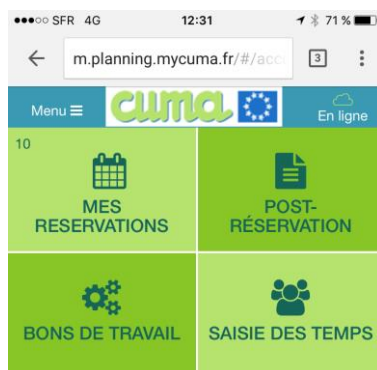 SFR 4G 12:31 71 %
m.planning.mycuma.fr/#/acc 3
Menu cuma En ligne
10
MES
RESERVATIONS
POST-
RÉSERVATION
BONS DE TRAVAIL
SAISIE DES TEMPS